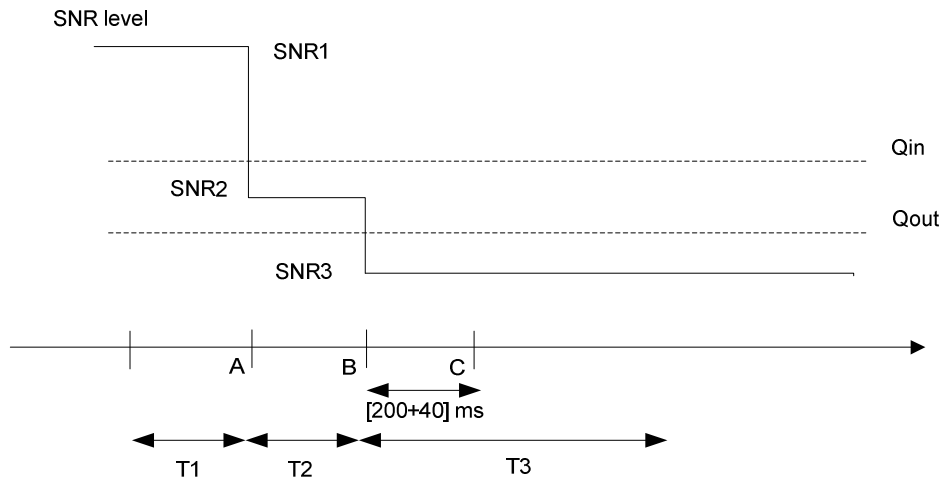 SNR level
SNR1
Qin
SNR2
Qout
SNR3
A
B
C
[200+40] ms
T1
T2
T3